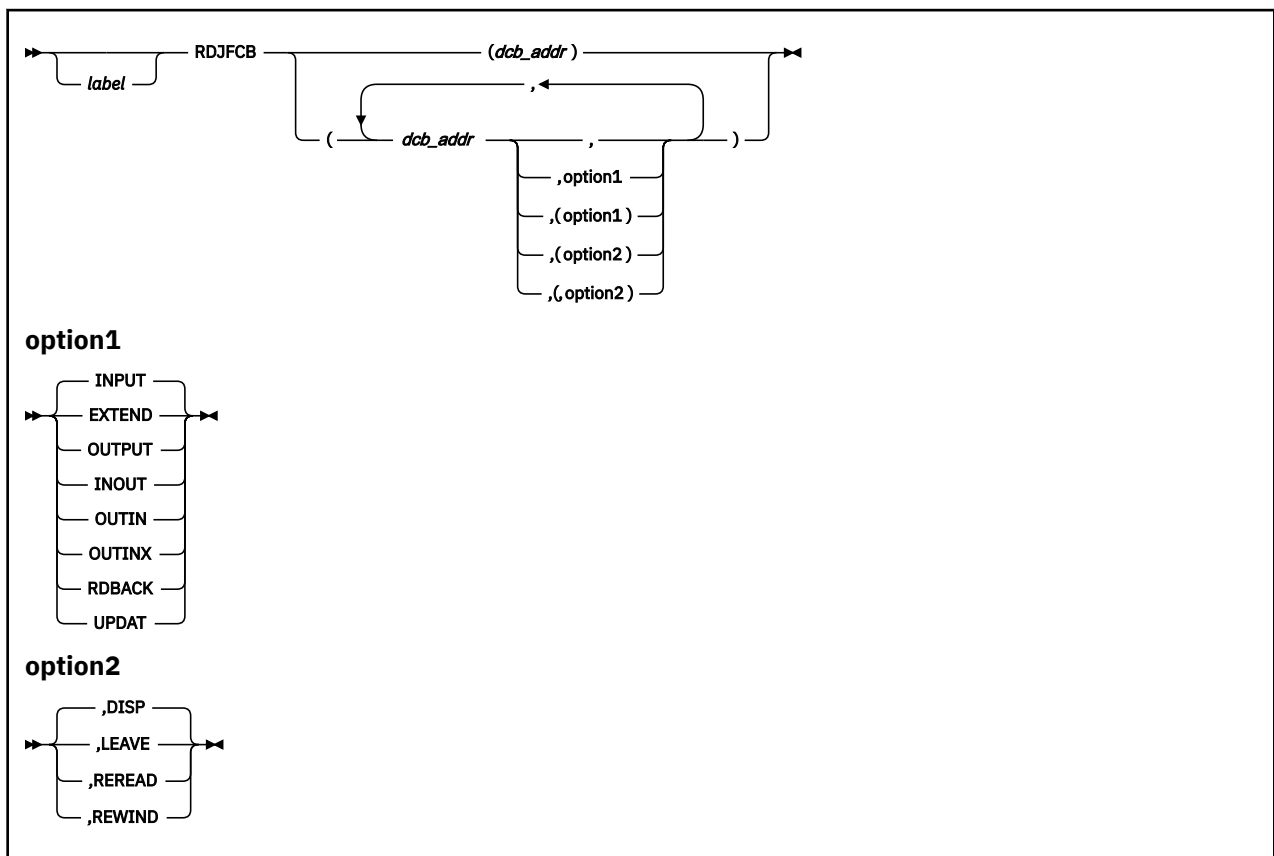 RDJFCB (dcb_addr)
label
,
( dcb_addr , )
,option1
,(option1)
,(option2)
,(,option2)
option1
INPUT
EXTEND
OUTPUT
INOUT
OUTIN
OUTINX
RDBACK
UPDAT
option2
,DISP
,LEAVE
,REREAD
,REWIND